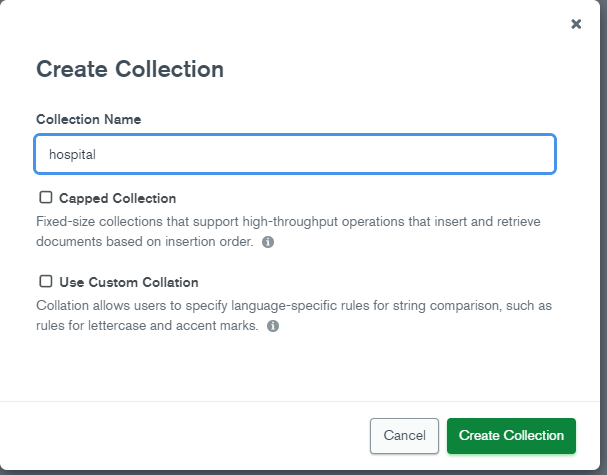 Create Collection
Collection Name
hospital
Capped Collection
Fixed-size collections that support high-throughput operations that insert and retrieve
documents based on insertion order.
Use Custom Collation
Collation allows users to specify language-specific rules for string comparison, such as
rules for lettercase and accent marks.
Cancel
Create Collection